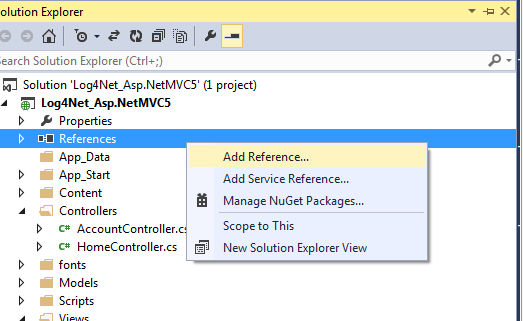 Solution Explorer
Search Solution Explorer (Ctrl+;)
Solution 'Log4Net_Asp.NetMVC5' (1 project)
Log4Net_Asp.NetMVC5
Properties
References
App_Data
App_Start
Content
Controllers
C# AccountController.cs
C# HomeController.cs
fonts
Models
Scripts
Views
Add Reference...
Add Service Reference...
Manage NuGet Packages...
Scope to This
New Solution Explorer View